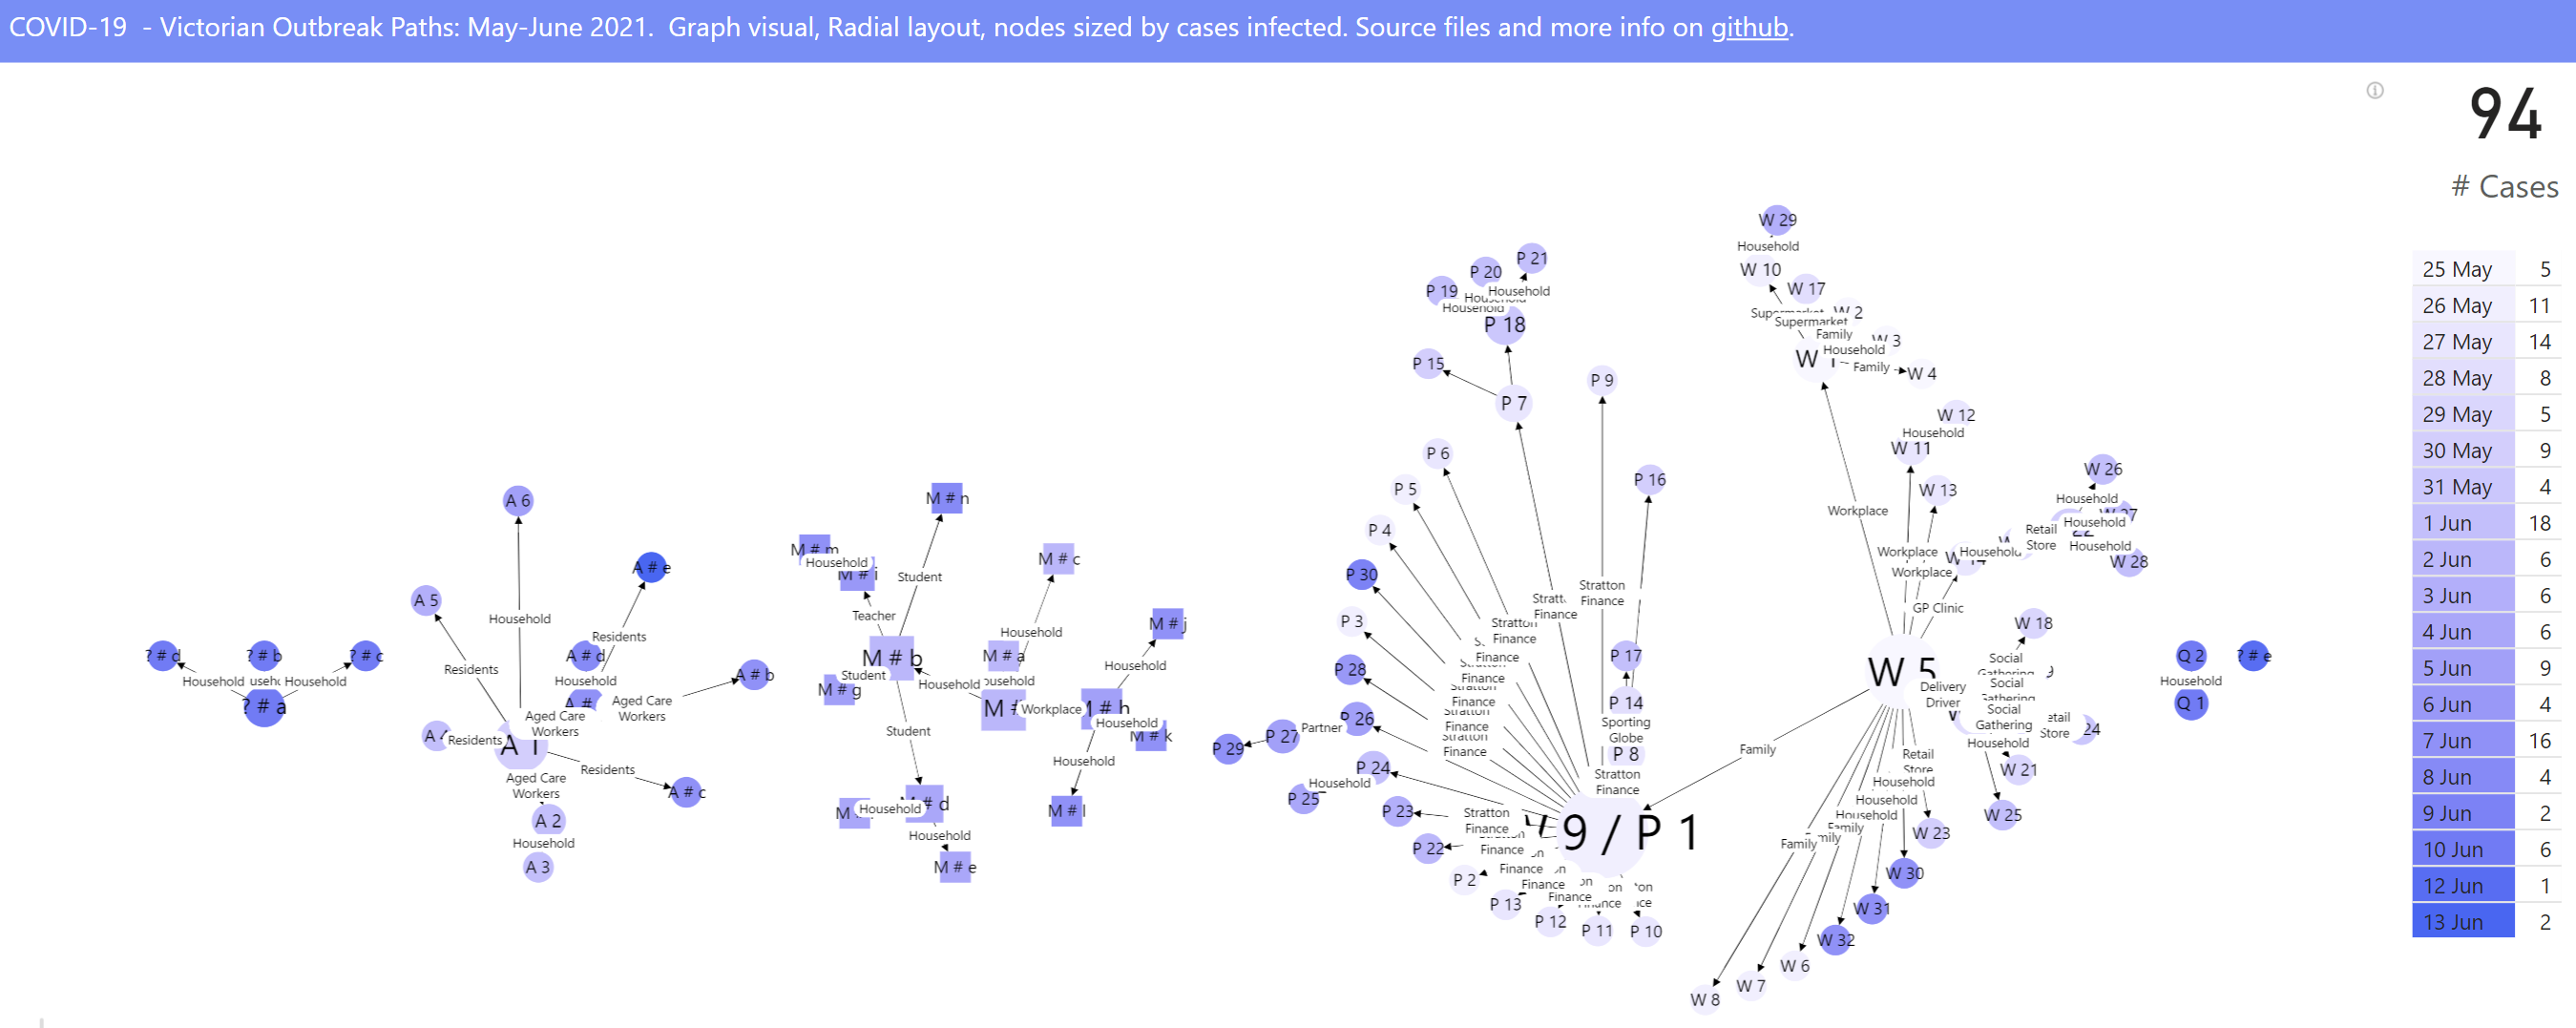 COVID-19 - Victorian Outbreak Paths: May-June 2021. Graph visual, Radial layout, nodes sized by cases infected. Source files and more info on github.
94
# Cases
25 May 5
26 May 11
27 May 14
28 May 8
29 May 5
30 May 9
31 May 4
1 Jun 18
2 Jun 6
3 Jun 6
4 Jun 6
5 Jun 9
6 Jun 4
7 Jun 16
8 Jun 4
9 Jun 2
10 Jun 6
12 Jun 1
13 Jun 2
? # d
? # b
? # c
Household
Household
? # a
A 6
A 5
A # e
Household
Residents
Residents
A # d
Household
A # b
Aged Care
Workers
Aged Care
Workers
Residents
A 1
Residents
A # c
Aged Care
Workers
A 2
Household
A 3
M # n
M # m
Household
M # i
Student
Teacher
M # c
Household
M # b
M # a
Student
M # g
Household
Workplace
M # j
Household
Household
M # k
Household
M # l
Student
Household
# d
Household
M # e
P 21
P 20
P 19
Household
Household
P 18
P 15
P 7
P 9
P 6
P 5
P 4
P 30
P 3
P 28
P 26
P 27
Partner
P 29
P 24
Household
P 25
P 23
P 22
P 2
P 13
P 12
P 11
P 10
P 16
P 17
P 14
Sporting
Globe
P 8
Stratton
Finance
Stratton
Finance
Stratton
Finance
Stratton
Finance
Finance
Finance
Finance
Finance
Finance
Finance
Finance
Finance
9 / P 1
Family
W 29
Household
W 10
W 17
Supermarket
W 2
Family
W 3
Household
Family
W 4
Workplace
W 12
Household
W 11
W 13
Workplace
Workplace
Household
GP Clinic
W 26
Household
Retail
Store
Household
Household
W 28
W 5
W 18
Social
Gathering
Social
Gathering
Social
Gathering
Delivery
Driver
Store
24
Household
W 21
W 25
Retail
Store
Household
Household
Household
Family
Family
W 23
W 30
W 31
W 32
W 6
W 7
W 8
Q 2
? # e
Household
Q 1